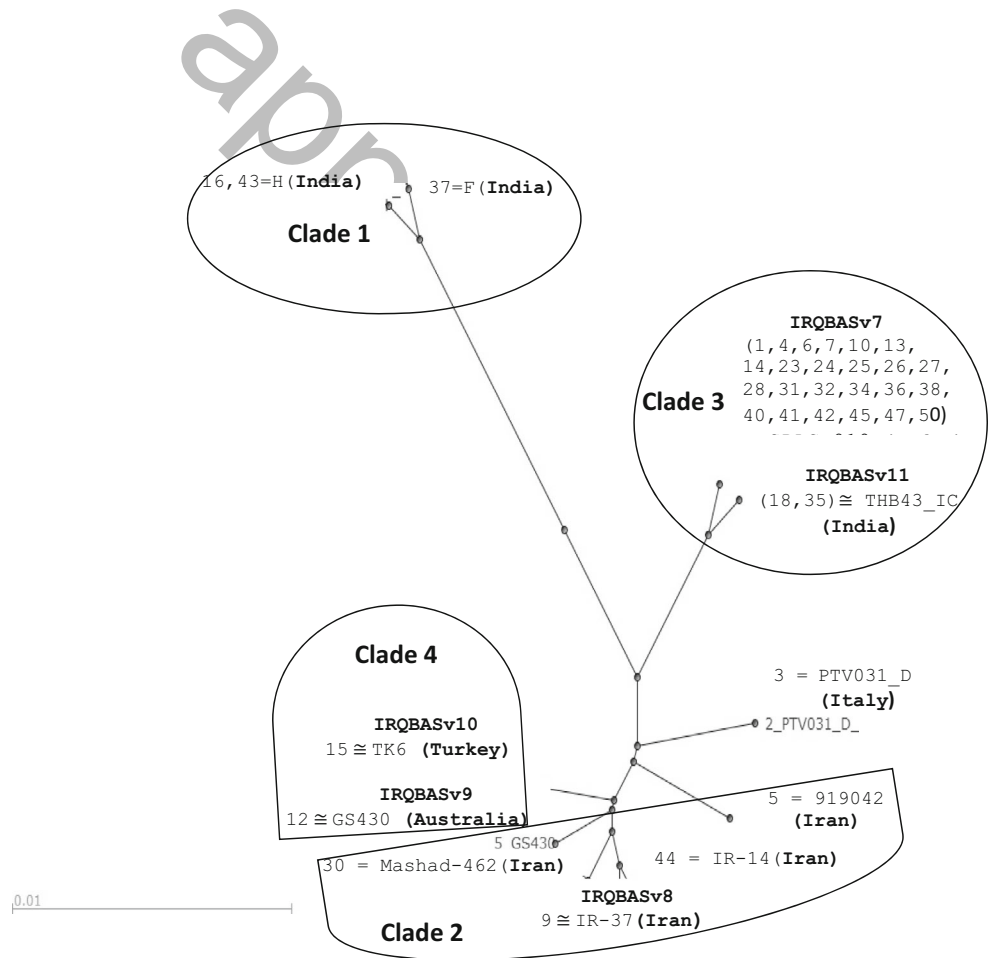 apr
16,43=H(India)
37=F(India)
Clade 1
IRQBASv7
(1,4,6,7,10,13,
14,23,24,25,26,27,
28,31,32,34,36,38,
40,41,42,45,47,50)
Clade 3
IRQBASv11
(18,35)≅ THB43_IC
(India)
Clade 4
3 = PTV031_D
(Italy)
2_PTV031_D_
IRQBASv10
15≅TK6 (Turkey)
IRQBASv9
12≅GS430 (Australia)
5 = 919042
(Iran)
5 GS430
30 = Mashad-462(Iran)
44 = IR-14(Iran)
IRQBASv8
9≅IR-37(Iran)
0.01
Clade 2